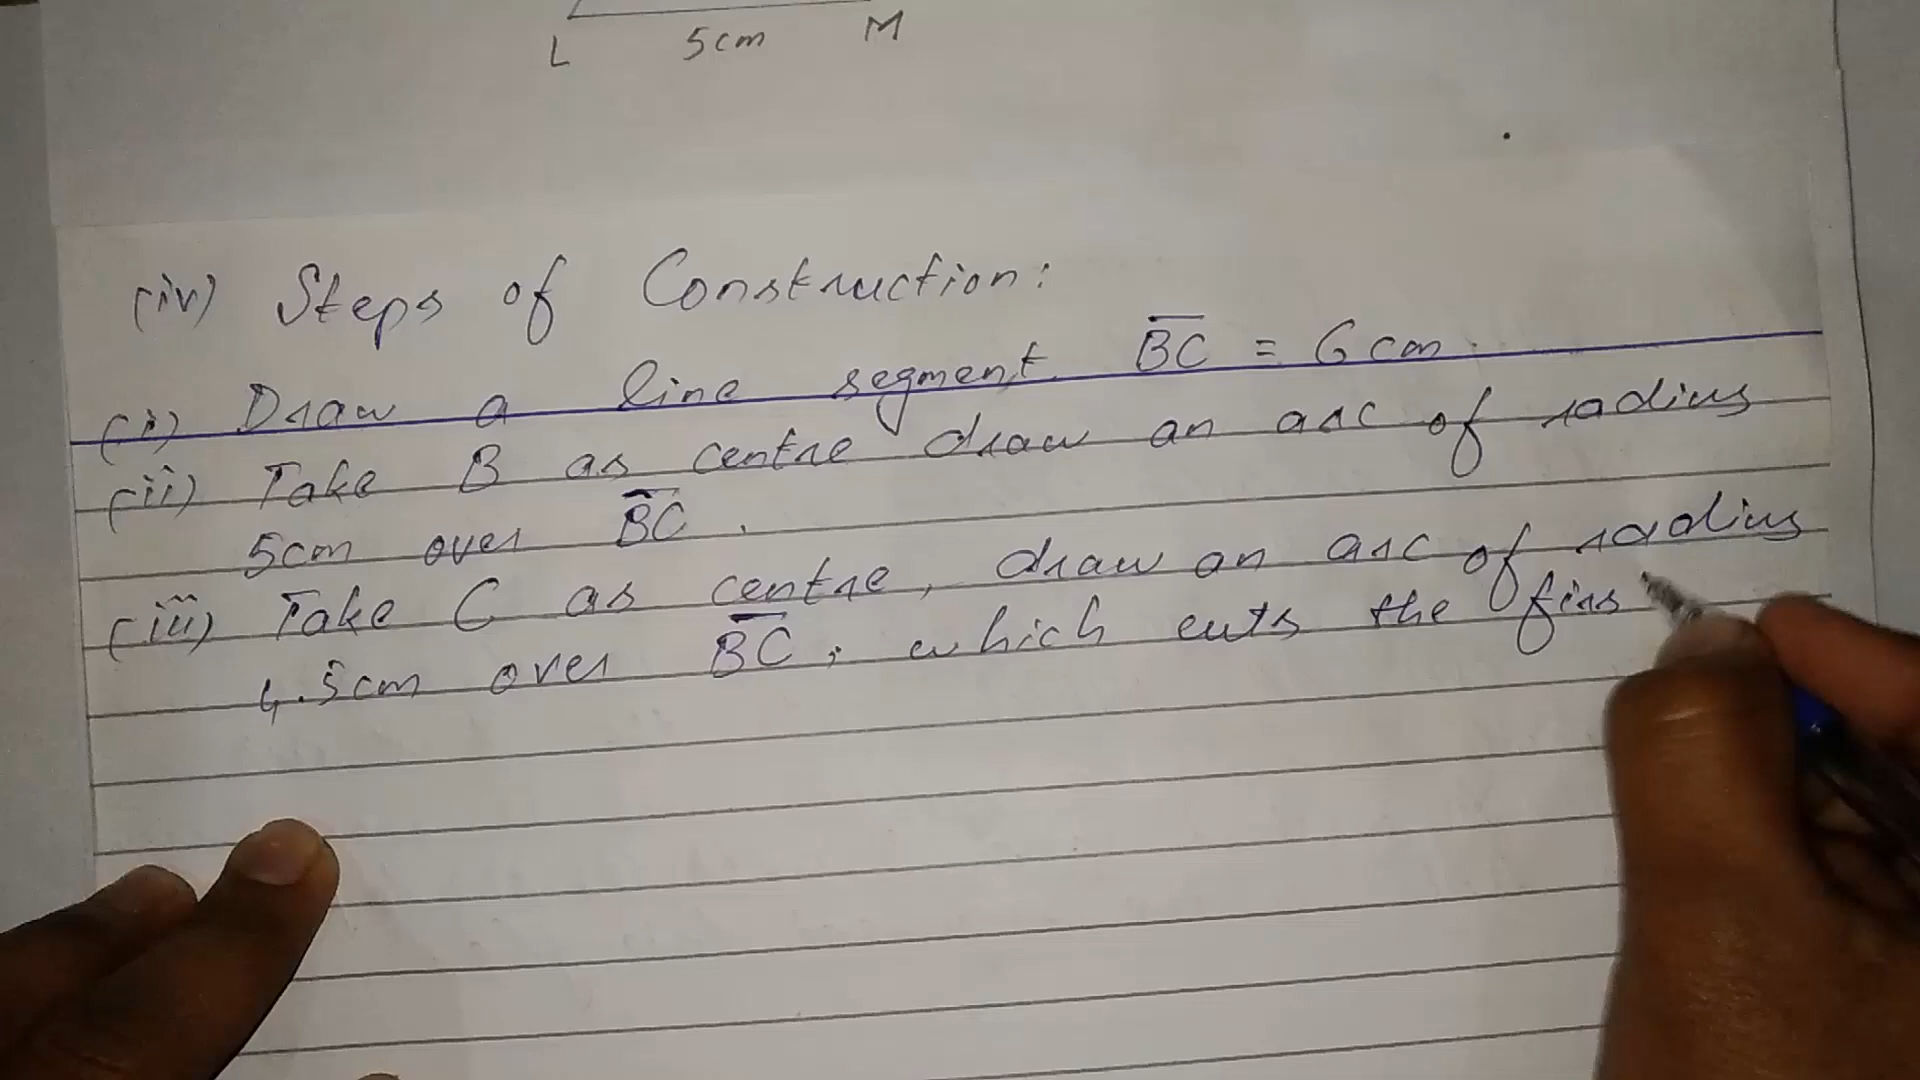 L 5cm M
(iv) Steps of Construction:
(i) Draw a line segment BC = 6cm.
(ii) Take B as centre draw an arc of radius
5cm over BC.
(iii) Take C as centre, draw an arc of radius
4.5cm over BC, which cuts the firs